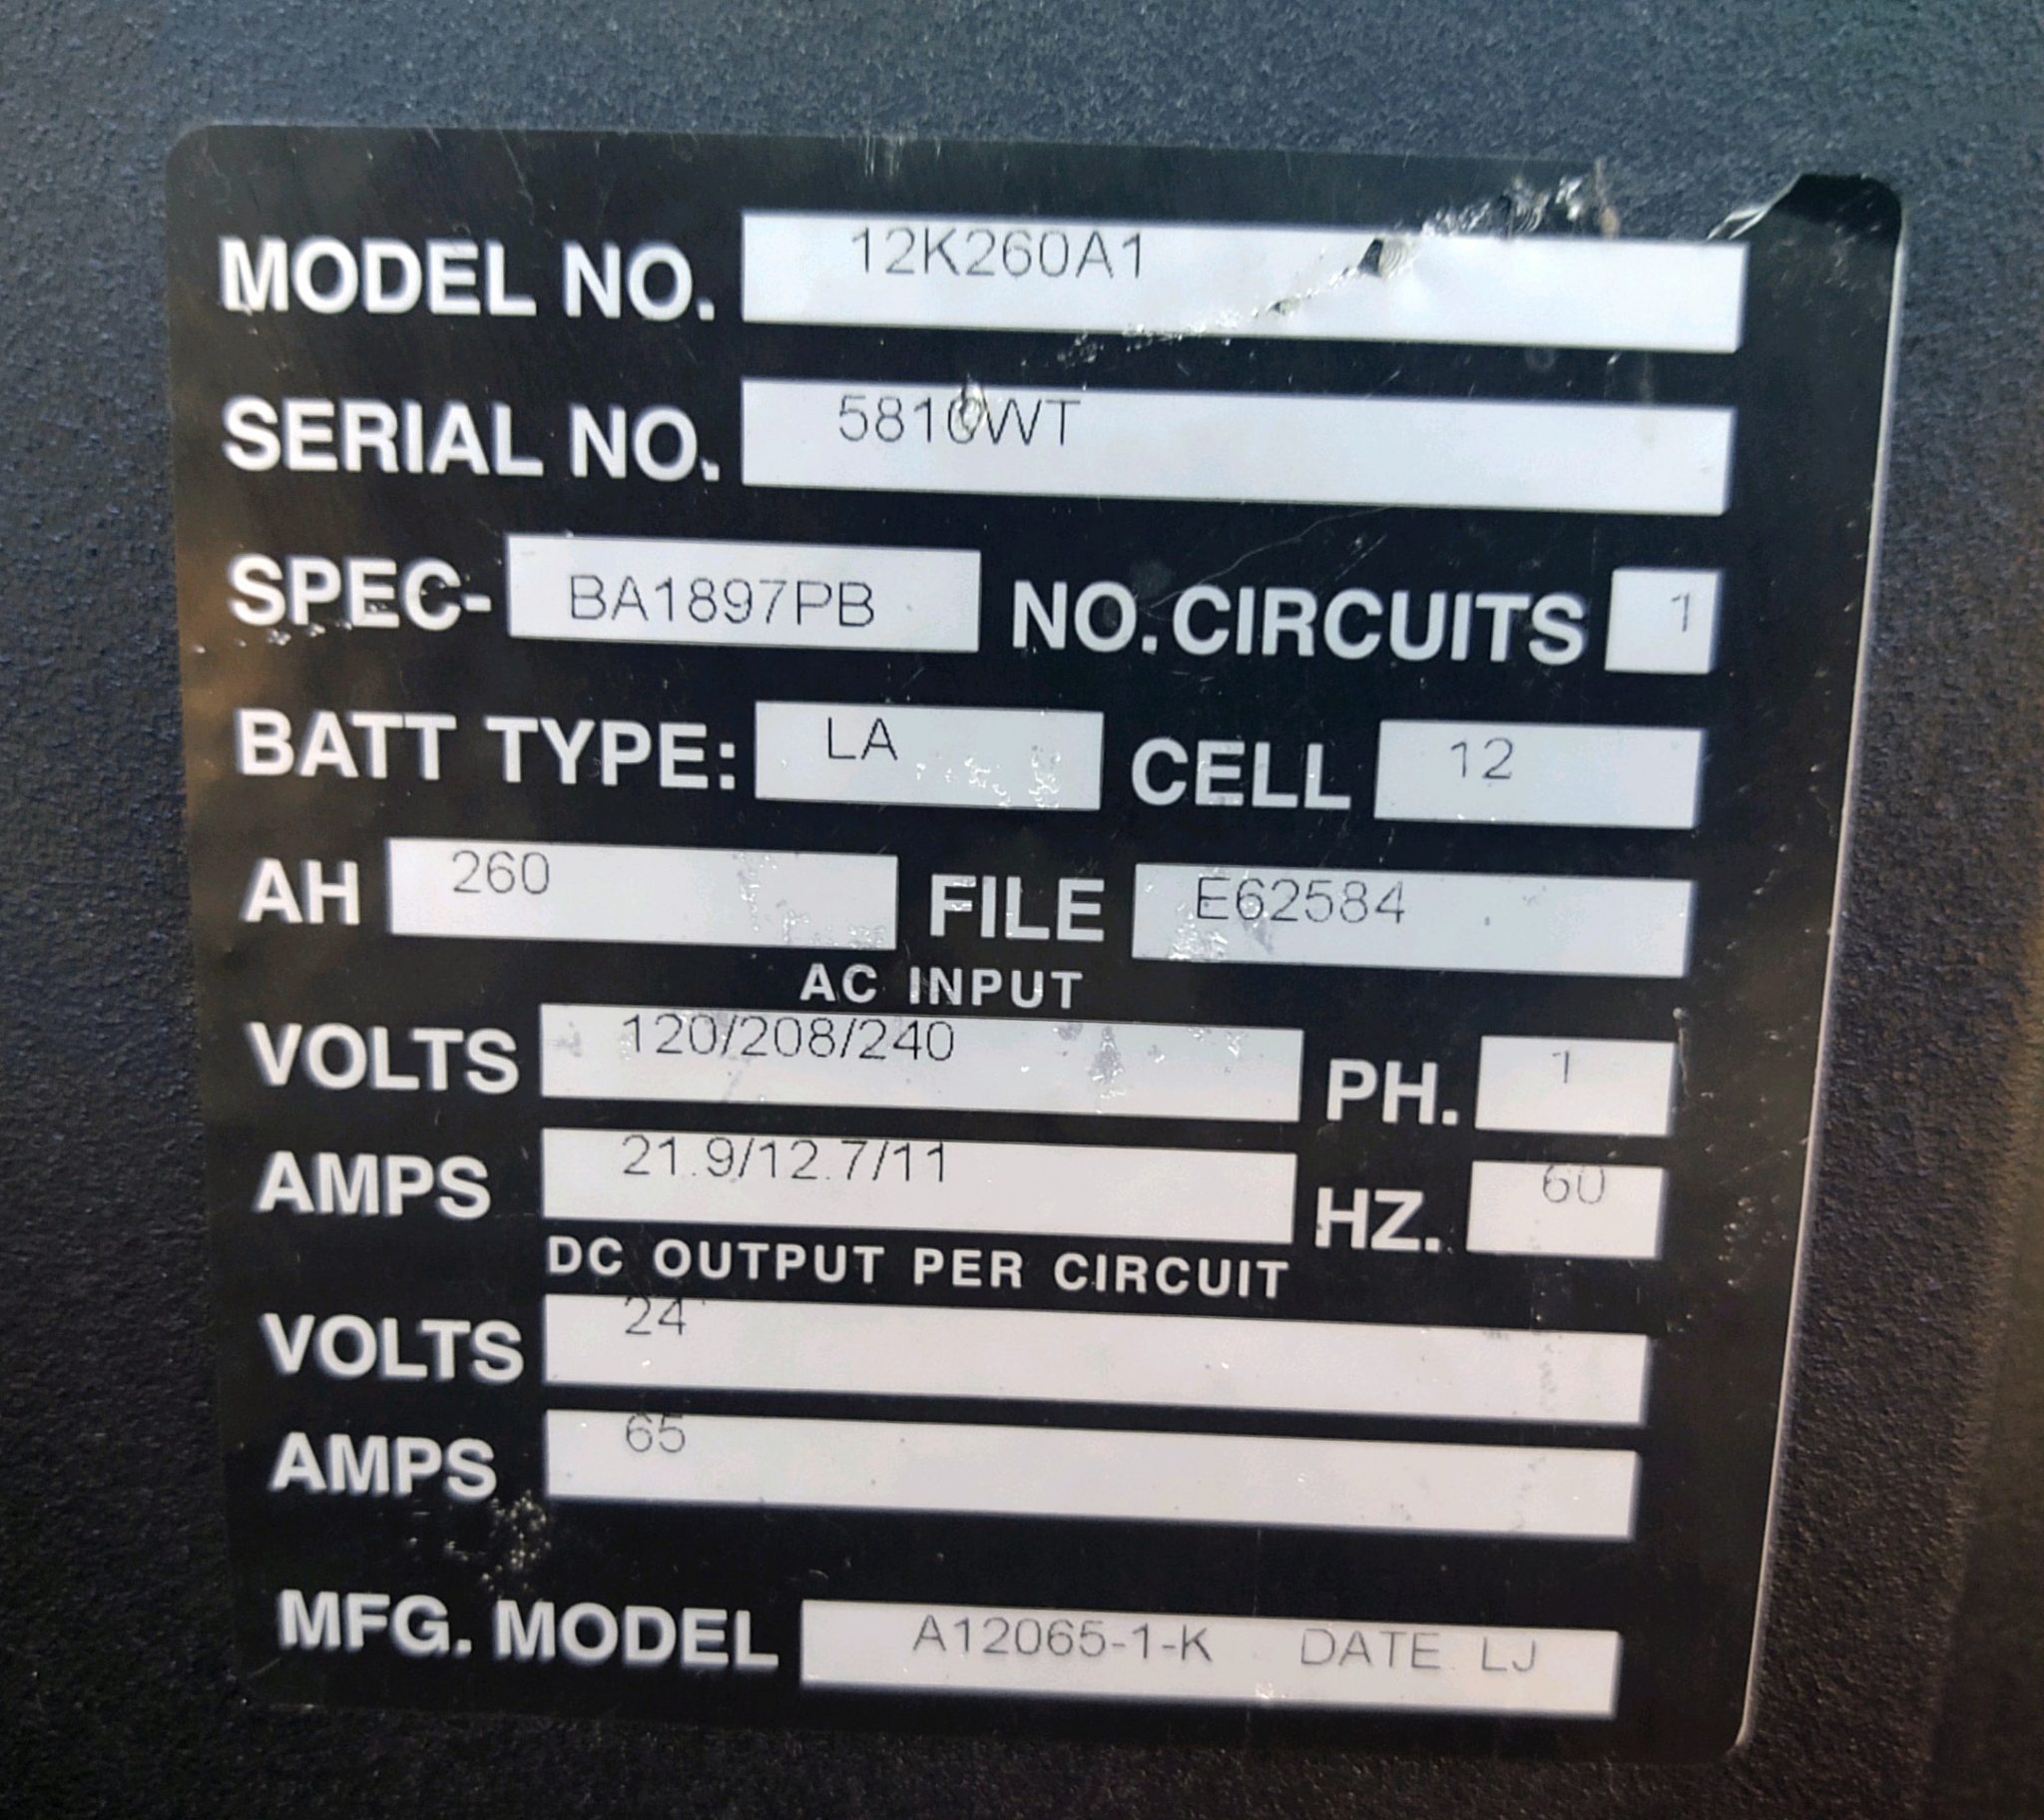 MODEL NO. 12K260A1
SERIAL NO. 5810WT
SPEC- BA1897PB NO. CIRCUITS 1
BATT TYPE: LA CELL 12
AH 260 FILE E62584
AC INPUT
VOLTS 120/208/240 PH. 1
AMPS 21.9/12.7/11 HZ. 60
DC OUTPUT PER CIRCUIT
VOLTS 24
AMPS 65
MFG. MODEL A12065-1-K DATE LJ